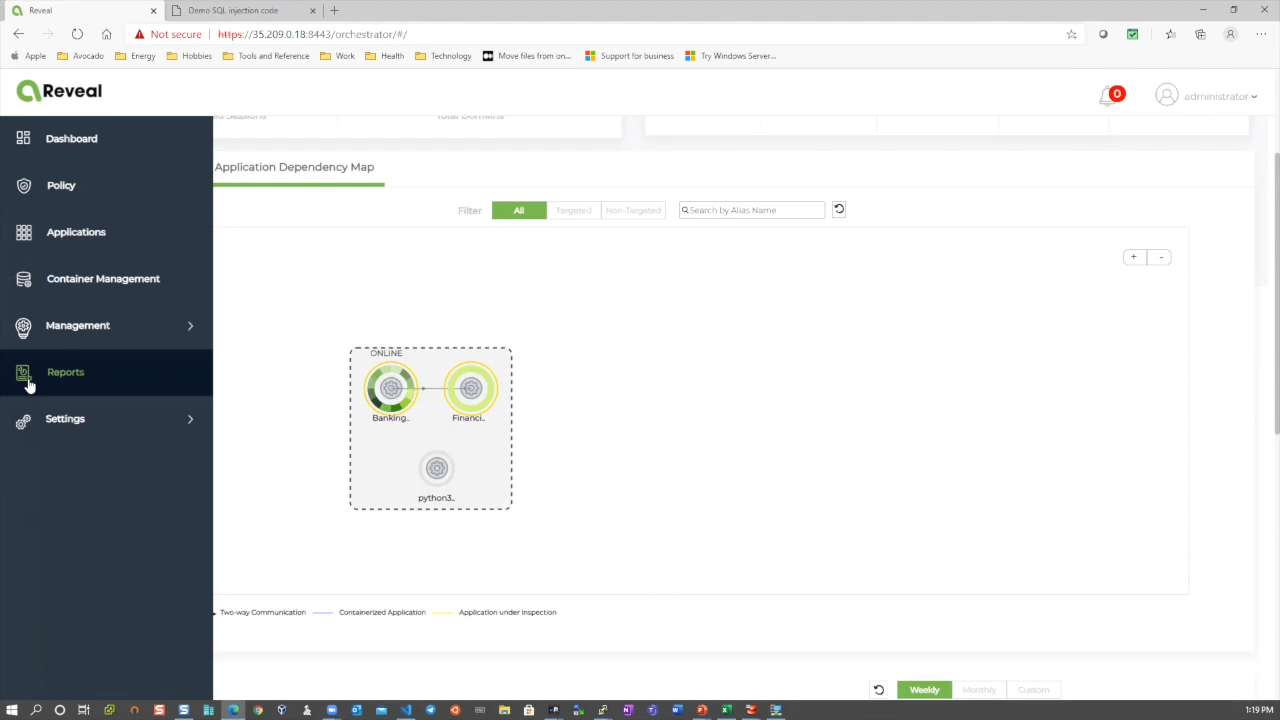 Reveal
Demo SQL injection code
Not secure
https://35.209.0.18:8443/orchestrator/#/
Apple
Avocado
Energy
Hobbies
Tools and Reference
Work
Health
Technology
Move files from on...
Support for business
Try Windows Server...
Reveal
0
administrator
Dashboard
Policy
Applications
Container Management
Management
Reports
Settings
Sessions
Total Domains
Application Dependency Map
Filter
All
Targeted
Non-Targeted
Search by Alias Name
+
-
ONLINE
Banking..
Financi..
python3..
Two-way Communication
Containerized Application
Application under Inspection
Weekly
Monthly
Custom
1:19 PM